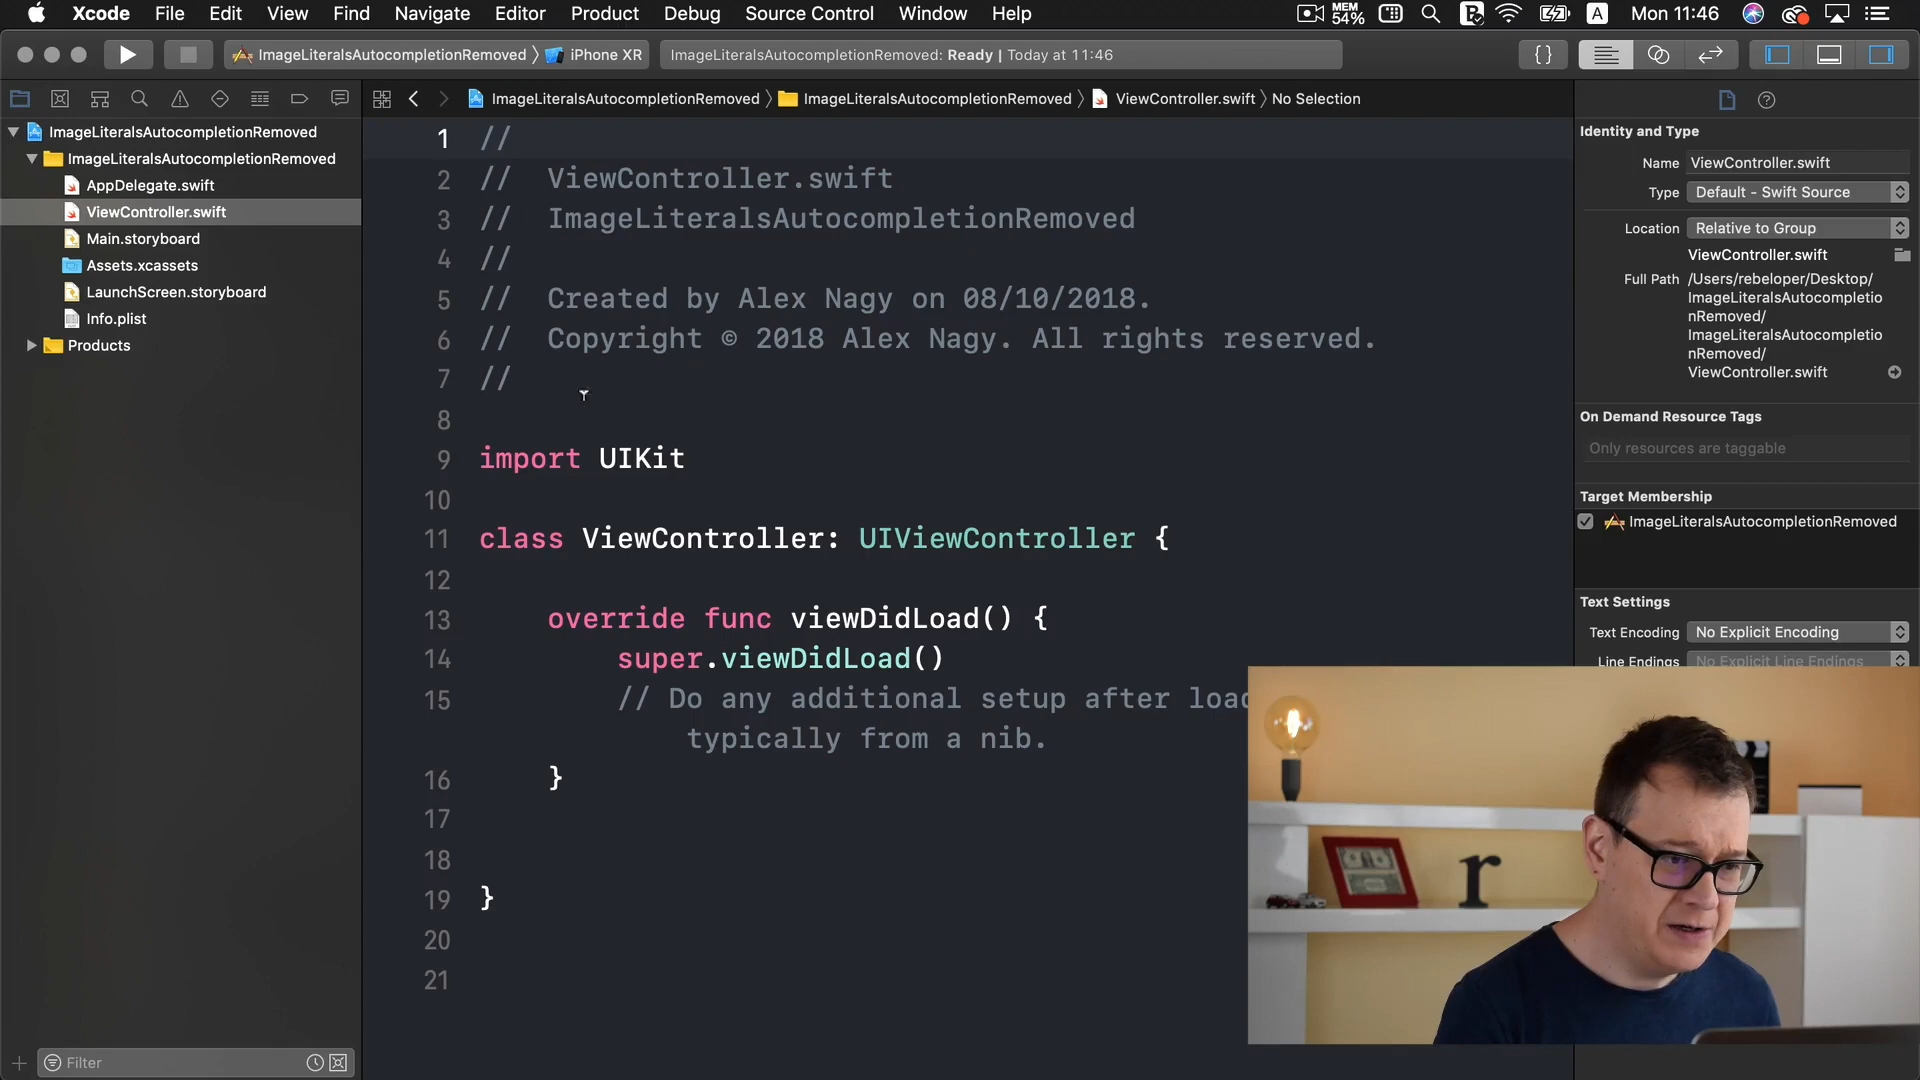 Xcode File Edit View Find Navigate Editor Product Debug Source Control Window Help MEM 54% A Mon 11:46
ImageLiteralsAutocompletionRemoved iPhone XR ImageLiteralsAutocompletionRemoved: Ready | Today at 11:46 {}
ImageLiteralsAutocompletionRemoved ImageLiteralsAutocompletionRemoved ViewController.swift No Selection
ImageLiteralsAutocompletionRemoved
ImageLiteralsAutocompletionRemoved
AppDelegate.swift
ViewController.swift
Main.storyboard
Assets.xcassets
LaunchScreen.storyboard
Info.plist
Products
Filter
1 //
2 // ViewController.swift
3 // ImageLiteralsAutocompletionRemoved
4 //
5 // Created by Alex Nagy on 08/10/2018.
6 // Copyright © 2018 Alex Nagy. All rights reserved.
7 //
8
9 import UIKit
10
11 class ViewController: UIViewController {
12
13 override func viewDidLoad() {
14 super.viewDidLoad()
15 // Do any additional setup after load
typically from a nib.
16 }
17
18
19 }
20
21
Identity and Type
Name ViewController.swift
Type Default - Swift Source
Location Relative to Group
ViewController.swift
Full Path /Users/rebeloper/Desktop/
ImageLiteralsAutocompletio
nRemoved/
ImageLiteralsAutocompletio
nRemoved/
ViewController.swift
On Demand Resource Tags
Only resources are taggable
Target Membership
ImageLiteralsAutocompletionRemoved
Text Settings
Text Encoding No Explicit Encoding
Line Endings No Explicit Line Endings
r